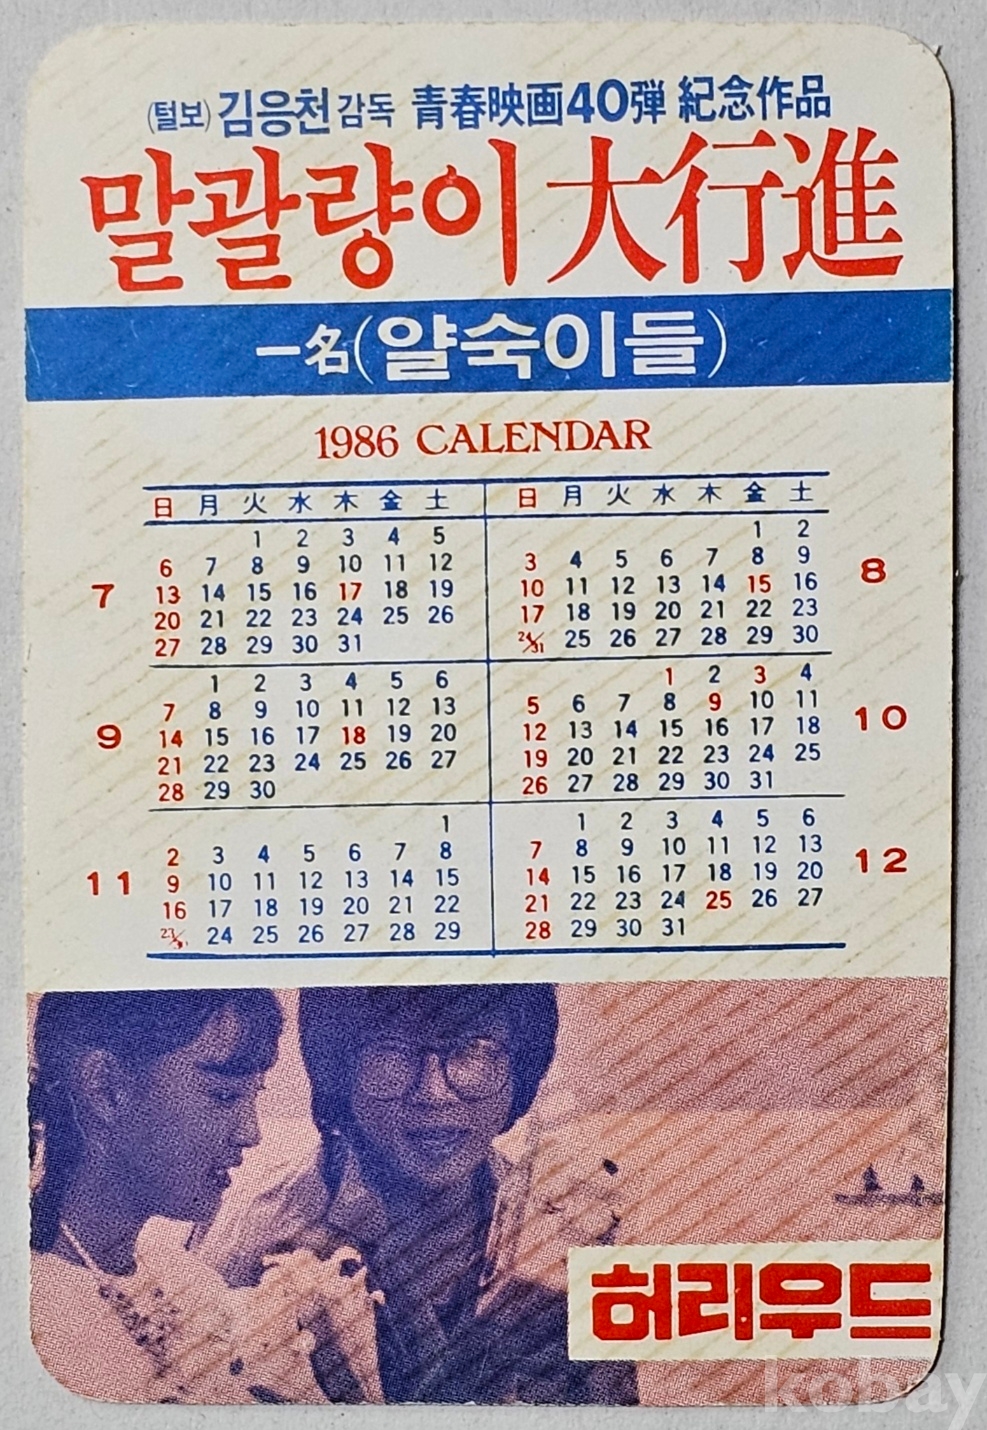 (털보)김응천감독 青春映画40弾 紀念作品
말괄량이 大行進
一名(얄숙이들)
1986 CALENDAR
日 月 火 水 木 金 土
7
1 2 3 4 5
6 7 8 9 10 11 12
13 14 15 16 17 18 19
20 21 22 23 24 25 26
27 28 29 30 31
日 月 火 水 木 金 土
8
1 2
3 4 5 6 7 8 9
10 11 12 13 14 15 16
17 18 19 20 21 22 23
24/31 25 26 27 28 29 30
9
1 2 3 4 5 6
7 8 9 10 11 12 13
14 15 16 17 18 19 20
21 22 23 24 25 26 27
28 29 30
10
1 2 3 4
5 6 7 8 9 10 11
12 13 14 15 16 17 18
19 20 21 22 23 24 25
26 27 28 29 30 31
11
1
2 3 4 5 6 7 8
9 10 11 12 13 14 15
16 17 18 19 20 21 22
24 25 26 27 28 29
12
1 2 3 4 5 6
7 8 9 10 11 12 13
14 15 16 17 18 19 20
21 22 23 24 25 26 27
28 29 30 31
허리우드
kobay